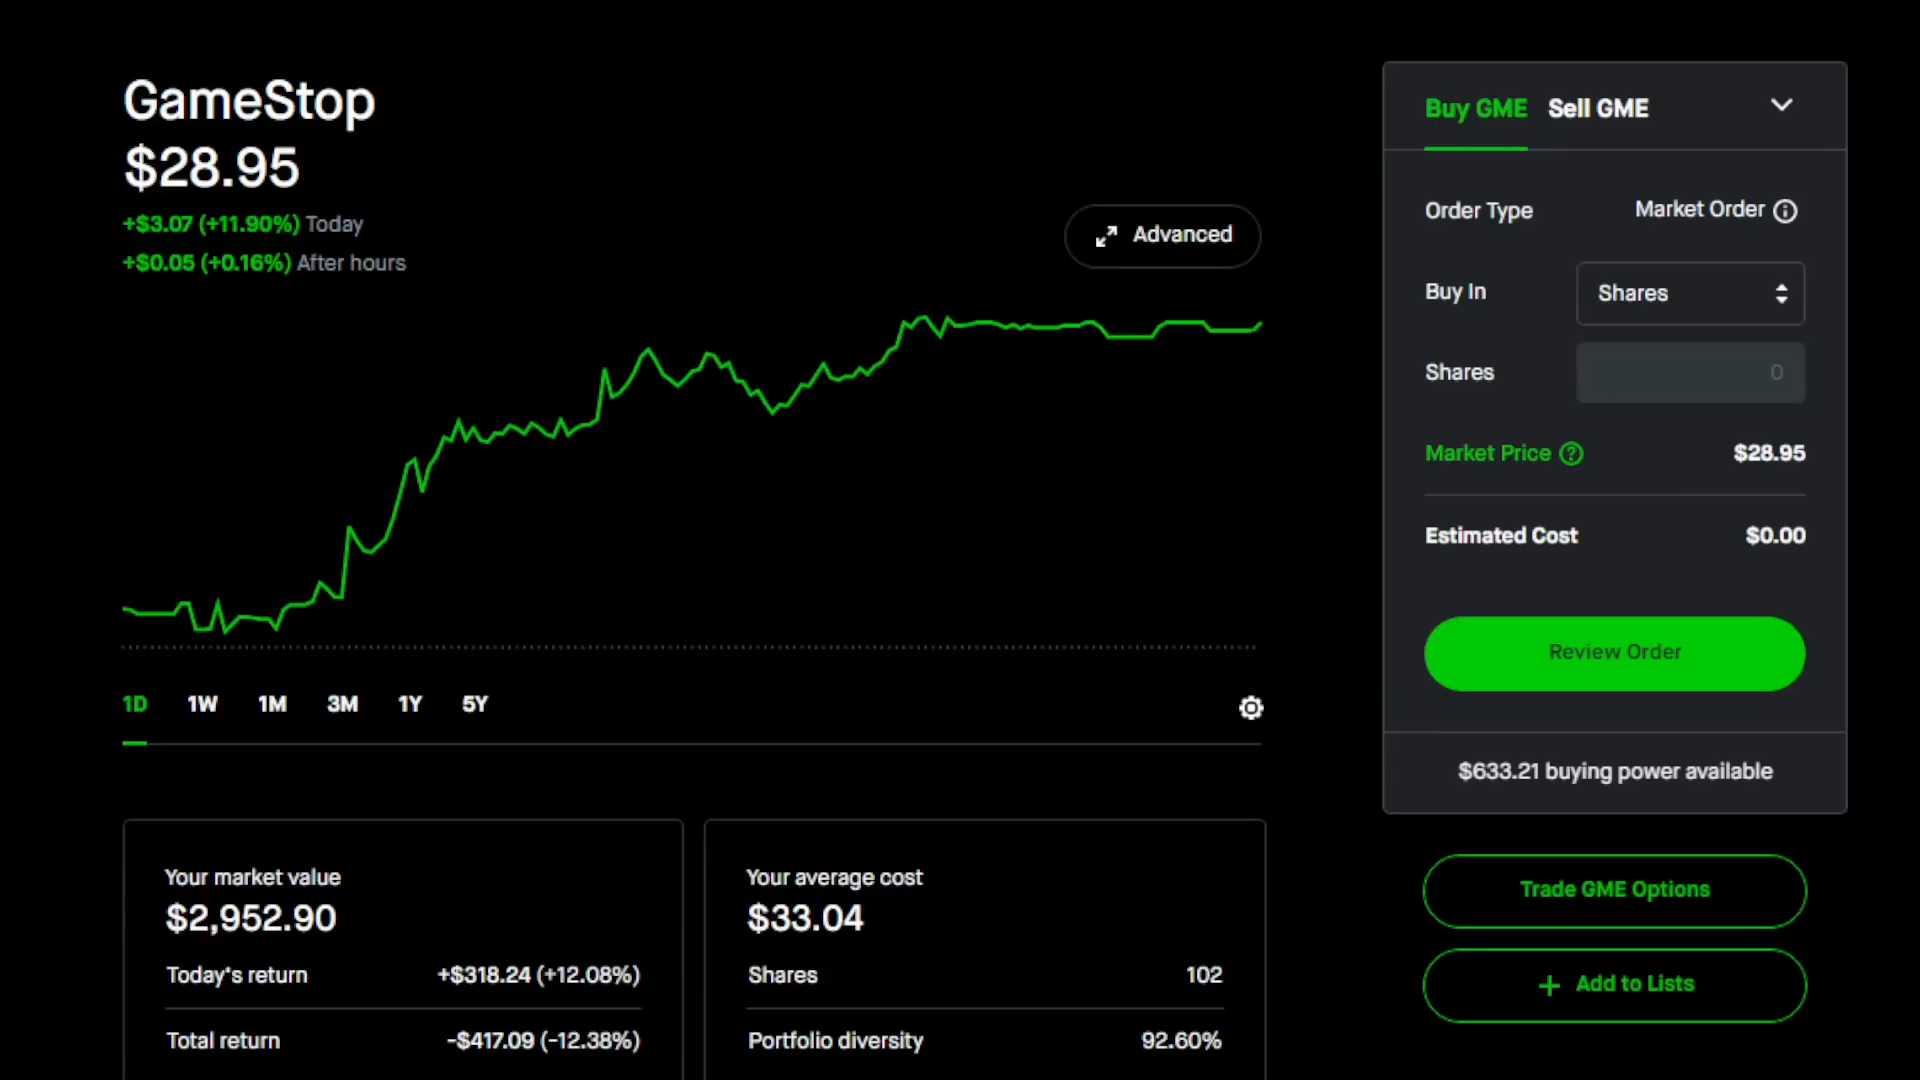 GameStop
$28.95
+$3.07 (+11.90%) Today
+$0.05 (+0.16%) After hours
Advanced
1D 1W 1M 3M 1Y 5Y
Your market value
$2,952.90
Today's return +$318.24 (+12.08%)
Total return -$417.09 (-12.38%)
Your average cost
$33.04
Shares 102
Portfolio diversity 92.60%
Buy GME Sell GME
Order Type Market Order
Buy In Shares
Shares 0
Market Price $28.95
Estimated Cost $0.00
Review Order
$633.21 buying power available
Trade GME Options
+ Add to Lists